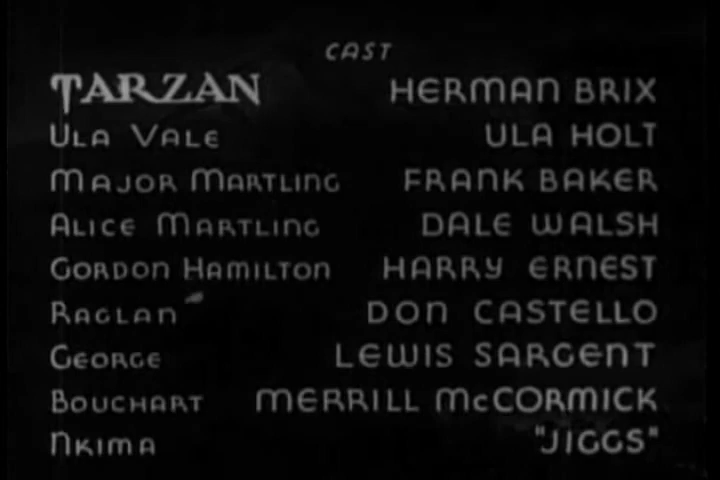 CAST
TARZAN HERMAN BRIX
ULA VALE ULA HOLT
MAJOR MARTLING FRANK BAKER
ALICE MARTLING DALE WALSH
GORDON HAMILTON HARRY ERNEST
RAGLAN DON CASTELLO
GEORGE LEWIS SARGENT
BOUCHART MERRILL McCORMICK
NKIMA "JIGGS"